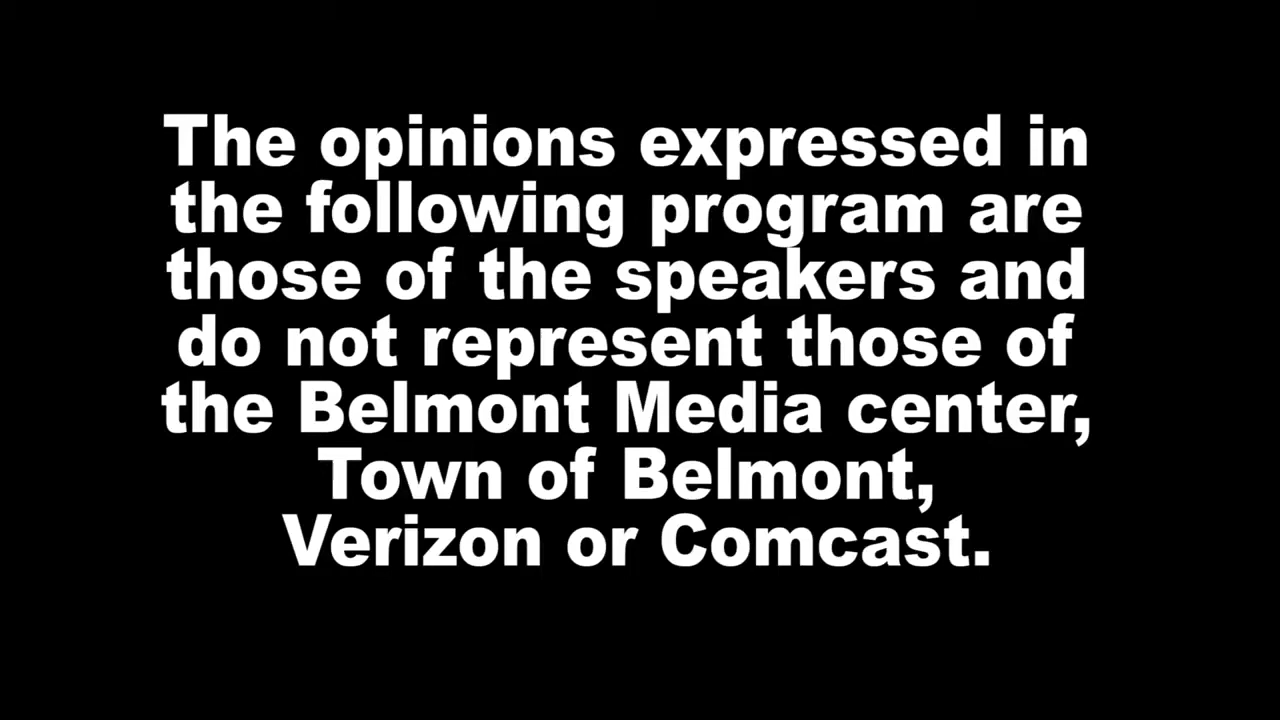 The opinions expressed in
the following program are
those of the speakers and
do not represent those of
the Belmont Media center,
Town of Belmont,
Verizon or Comcast.